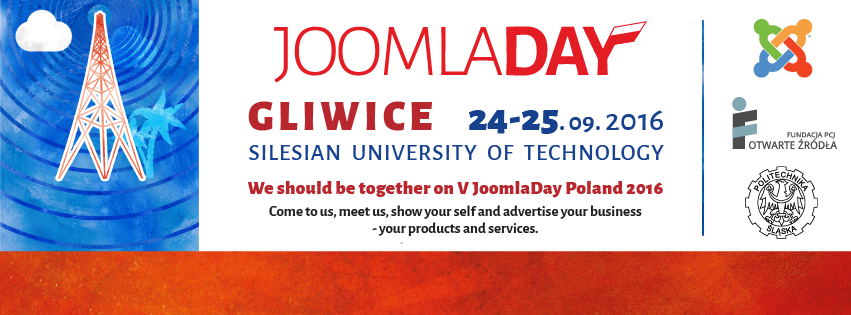 JOOMLADAY
GLIWICE 24-25. 09. 2016
SILESIAN UNIVERSITY OF TECHNOLOGY
We should be together on V JoomlaDay Poland 2016
Come to us, meet us, show your self and advertise your business
- your products and services.
FUNDACJA PCJ
OTWARTE ŹRÓDŁA
POLITECHNIKA
ŚLĄSKA